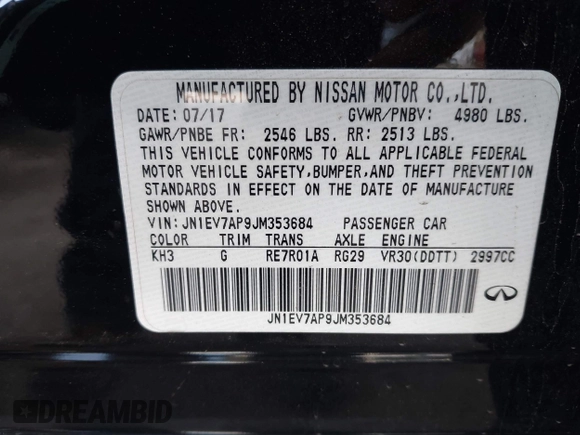 MANUFACTURED BY NISSAN MOTOR CO.,LTD.
DATE: 07/17 GVWR/PNBV: 4980 LBS.
GAWR/PNBE FR: 2546 LBS. RR: 2513 LBS.
THIS VEHICLE CONFORMS TO ALL APPLICABLE FEDERAL
MOTOR VEHICLE SAFETY,BUMPER,AND THEFT PREVENTION
STANDARDS IN EFFECT ON THE DATE OF MANUFACTURE
SHOWN ABOVE.
VIN: JN1EV7AP9JM353684 PASSENGER CAR
COLOR TRIM TRANS AXLE ENGINE
KH3 G RE7R01A RG29 VR30(DDTT) 2997CC
JN1EV7AP9JM353684
DREAMBID